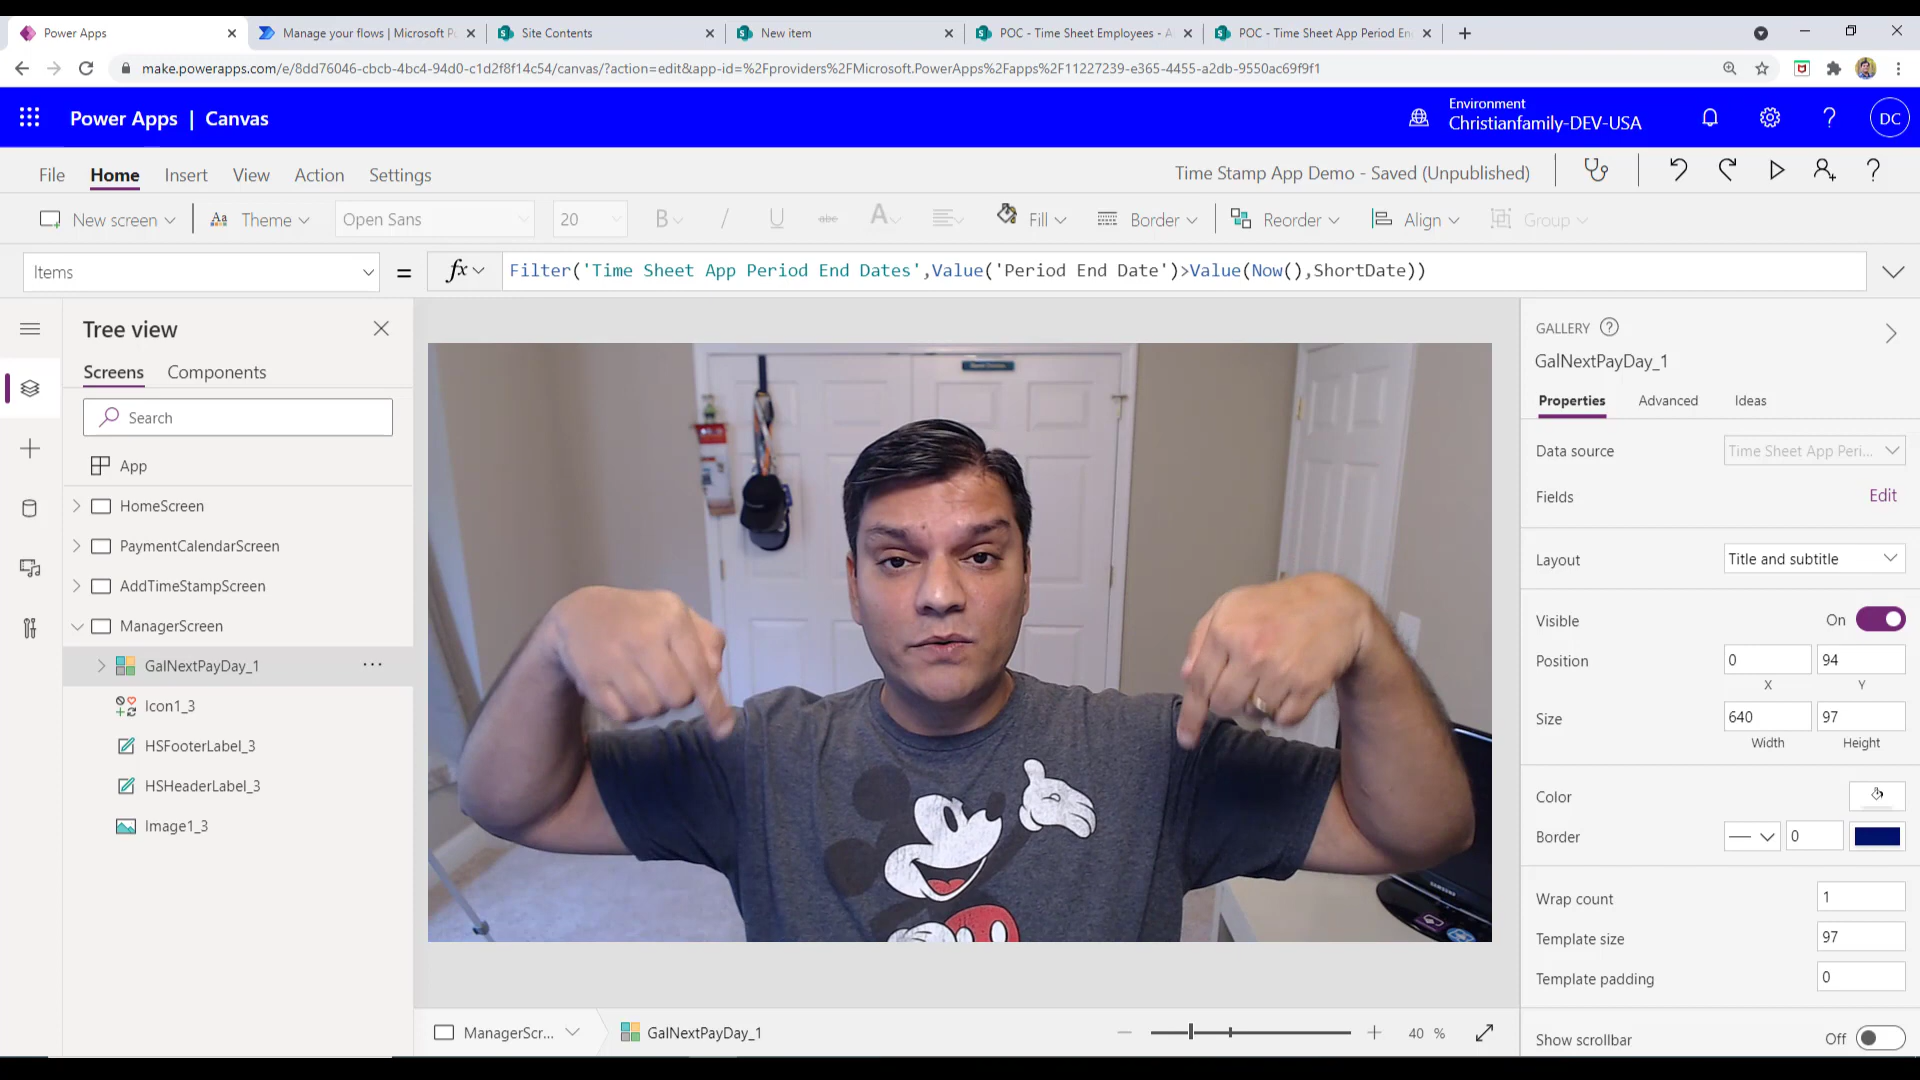 Power Apps
Manage your flows | Microsoft P
Site Contents
New item
POC - Time Sheet Employees - A
POC - Time Sheet App Period En
make.powerapps.com/e/8dd76046-cbcb-4bc4-94d0-c1d2f8f14c54/canvas/?action=edit&app-id=%2Fproviders%2FMicrosoft.PowerApps%2Fapps%2F11227239-e365-4455-a2db-9550ac69f9f1
Power Apps | Canvas
Environment
Christianfamily-DEV-USA
?
DC
File Home Insert View Action Settings
Time Stamp App Demo - Saved (Unpublished)
?
New screen
Aa Theme
Open Sans
20
B / U abc A
Fill
Border
Reorder
Align
Group
Items
= fx
Filter('Time Sheet App Period End Dates',Value('Period End Date')>Value(Now(),ShortDate))
Tree view
Screens Components
Search
App
HomeScreen
PaymentCalendarScreen
AddTimeStampScreen
ManagerScreen
GalNextPayDay_1
Icon1_3
HSFooterLabel_3
HSHeaderLabel_3
Image1_3
SAMSUNG
ManagerScr...
GalNextPayDay_1
40 %
GALLERY ?
GalNextPayDay_1
Properties Advanced Ideas
Data source
Time Sheet App Peri...
Fields
Edit
Layout
Title and subtitle
Visible
On
Position
0 94
X Y
Size
640 97
Width Height
Color
Border
0
Wrap count
1
Template size
97
Template padding
0
Show scrollbar
Off